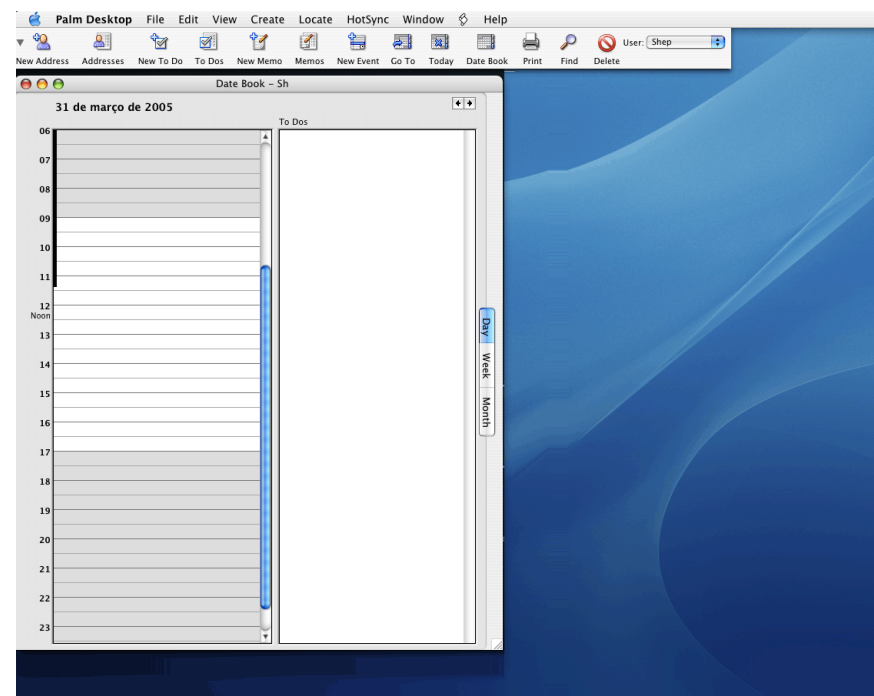 Palm Desktop File Edit View Create Locate HotSync Window Help
New Address Addresses New To Do To Dos New Memo Memos New Event Go To Today Date Book Print Find Delete User: Shep
Date Book – Sh
31 de março de 2005
To Dos
06
07
08
09
10
11
12
Noon
13
14
15
16
17
18
19
20
21
22
23
Day
Week
Month